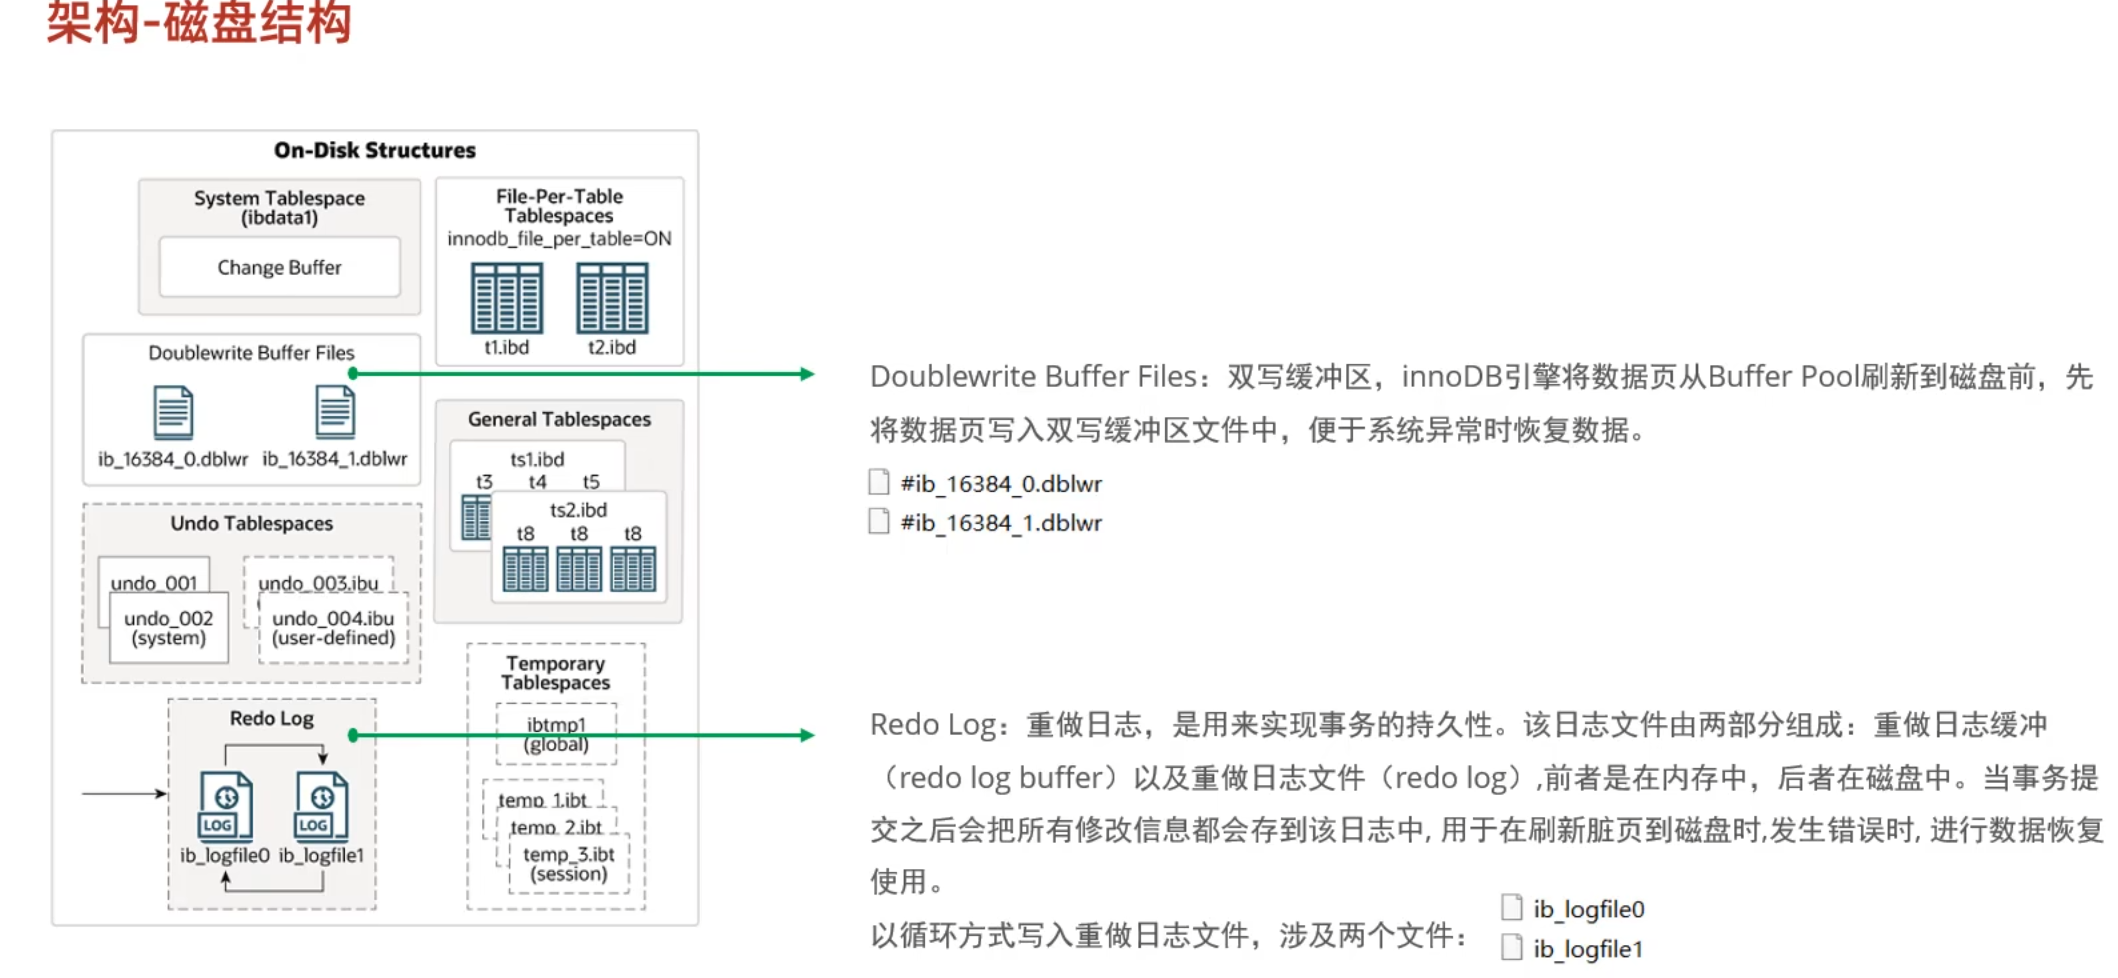 架构-磁盘结构
On-Disk Structures
System Tablespace
(ibdata1)
Change Buffer
File-Per-Table
Tablespaces
innodb_file_per_table=ON
t1.ibd
t2.ibd
Doublewrite Buffer Files
ib_16384_0.dblwr
ib_16384_1.dblwr
General Tablespaces
ts1.ibd
t3 t4 t5
ts2.ibd
t8 t8 t8
Undo Tablespaces
undo_001
undo_002
(system)
undo_003.ibu
undo_004.ibu
(user-defined)
Temporary
Tablespaces
ibtmp1
(global)
temp_1.ibt
temp_2.ibt
temp_3.ibt
(session)
Redo Log
LOG
LOG
ib_logfile0
ib_logfile1
Doublewrite Buffer Files：双写缓冲区，innoDB引擎将数据页从Buffer Pool刷新到磁盘前，先
将数据页写入双写缓冲区文件中，便于系统异常时恢复数据。
#ib_16384_0.dblwr
#ib_16384_1.dblwr
Redo Log：重做日志，是用来实现事务的持久性。该日志文件由两部分组成：重做日志缓冲
（redo log buffer）以及重做日志文件（redo log）,前者是在内存中，后者在磁盘中。当事务提
交之后会把所有修改信息都会存到该日志中, 用于在刷新脏页到磁盘时,发生错误时, 进行数据恢复
使用。
以循环方式写入重做日志文件，涉及两个文件：
ib_logfile0
ib_logfile1